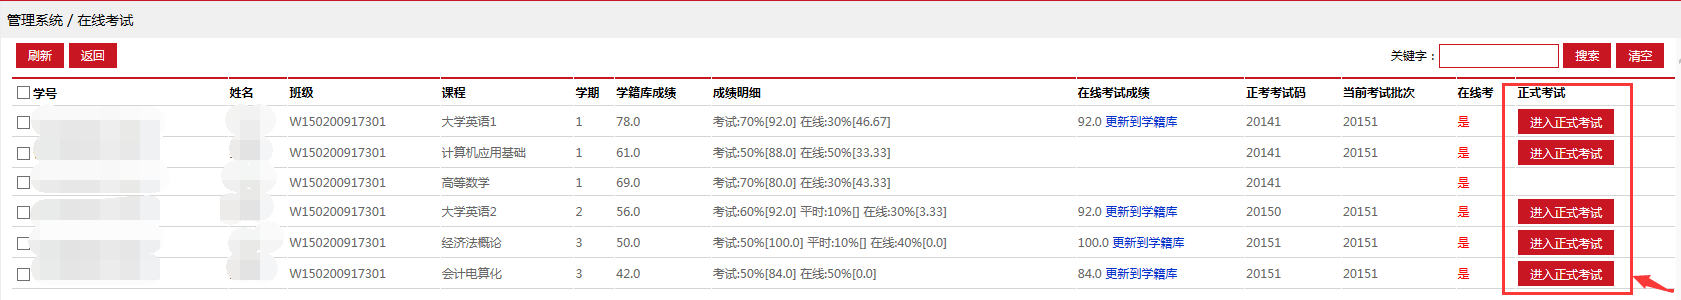 管理系统 / 在线考试
刷新 返回 关键字： 搜索 清空
学号 姓名 班级 课程 学期 学籍库成绩 成绩明细 在线考试成绩 正考考试码 当前考试批次 在线考 正式考试
W150200917301 大学英语1 1 78.0 考试:70%[92.0] 在线:30%[46.67] 92.0 更新到学籍库 20141 20151 是 进入正式考试
W150200917301 计算机应用基础 1 61.0 考试:50%[88.0] 在线:50%[33.33] 20141 20151 是 进入正式考试
W150200917301 高等数学 1 69.0 考试:70%[80.0] 在线:30%[43.33] 20141 是
W150200917301 大学英语2 2 56.0 考试:60%[92.0] 平时:10%[] 在线:30%[3.33] 92.0 更新到学籍库 20150 20151 是 进入正式考试
W150200917301 经济法概论 3 50.0 考试:50%[100.0] 平时:10%[] 在线:40%[0.0] 100.0 更新到学籍库 20151 20151 是 进入正式考试
W150200917301 会计电算化 3 42.0 考试:50%[84.0] 在线:50%[0.0] 84.0 更新到学籍库 20151 20151 是 进入正式考试